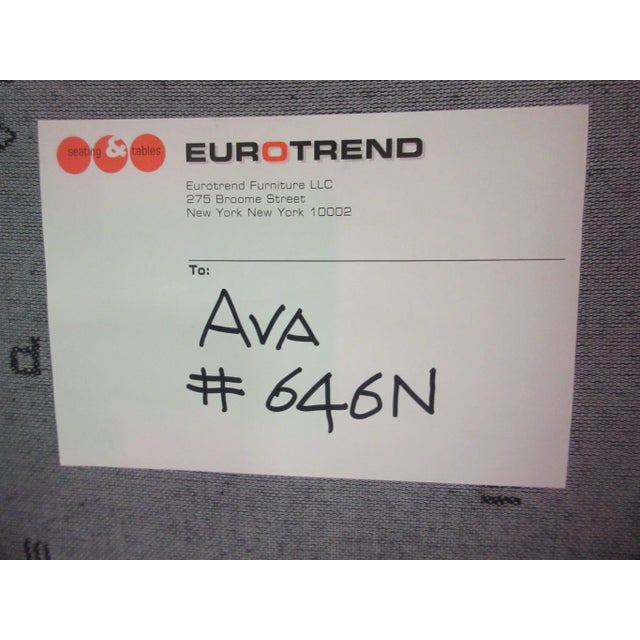 seating & tables
EUROTREND
Eurotrend Furniture LLC
275 Broome Street
New York New York 10002
To:
AVA
# 646N